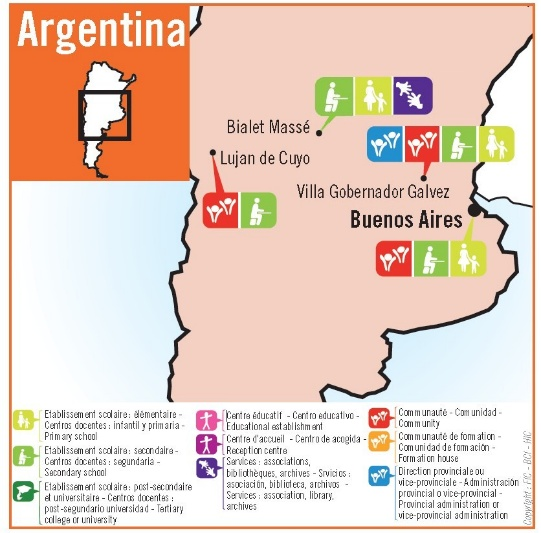 Argentina
Bialet Massé
Lujan de Cuyo
Villa Gobernador Galvez
Buenos Aires
Etablissement scolaire : élémentaire -
Centros docentes : infantil y primaria -
Primary school
Etablissement scolaire : secondaire -
Centros docentes : segundaria -
Secondary school
Etablissement scolaire : post-secondaire
et universitaire - Centros docentes :
post-segundario universidad - Tertiary
college or university
Centre éducatif - Centro educativo -
Educational establishment
Centre d'accueil - Centro de acogida -
Reception centre
Services : associations,
bibliothèques, archives - Srvicios :
asociación, biblioteca, archivos -
Services : association, library,
archives
Communauté - Comunidad -
Community
Communauté de formation -
Comunidad de formación -
Formation house
Direction provinciale ou
vice-provinciale - Administración
provincial o vice-provincial -
Provincial administration or
vice-provincial administration
Copyright : FIC - BCI - FHC